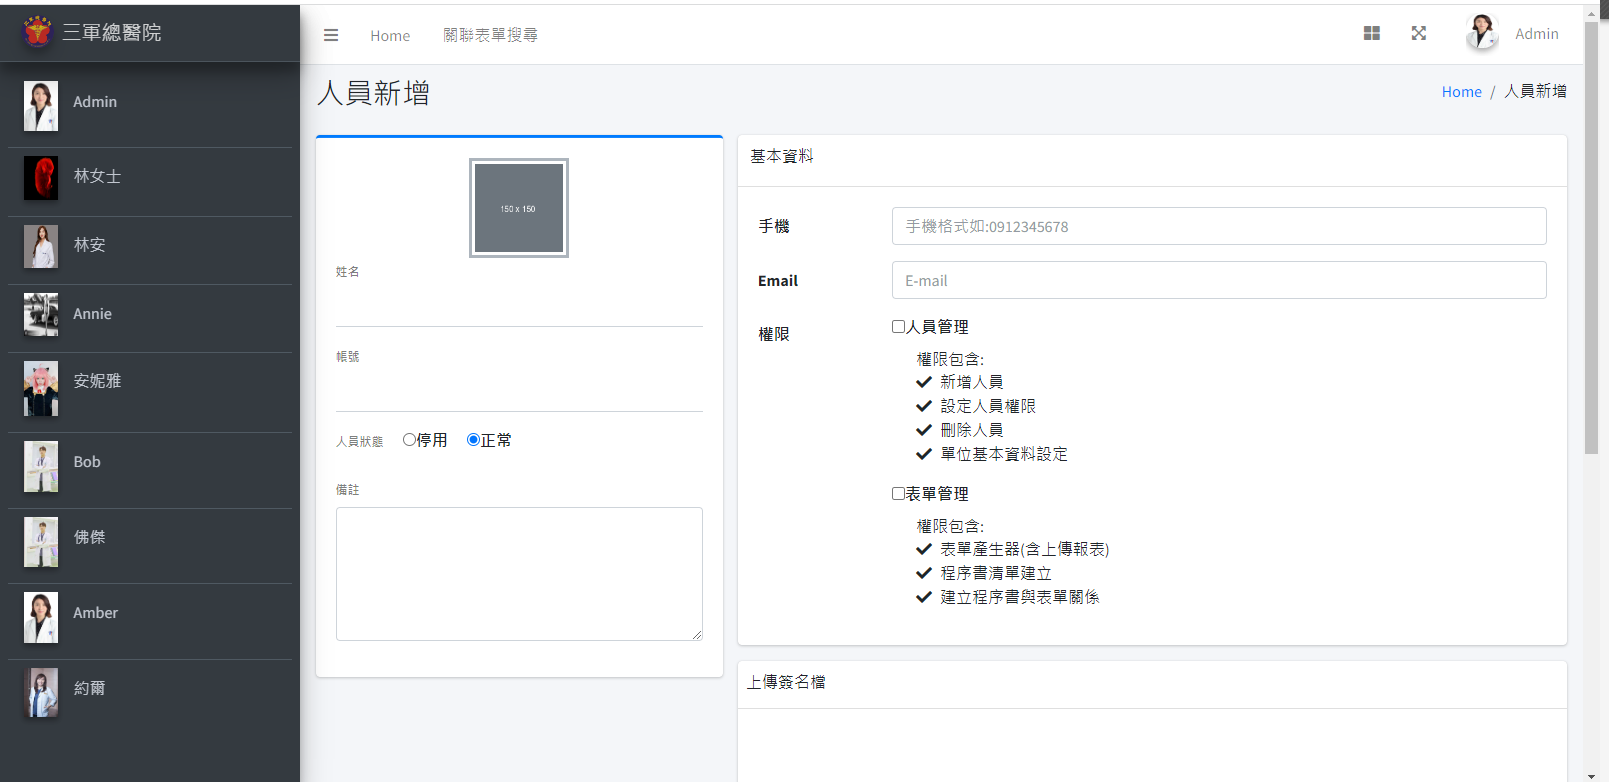 三軍總醫院
Home
關聯表單搜尋
Admin
Admin
林女士
林安
Annie
安妮雅
Bob
佛傑
Amber
約爾
人員新增
Home / 人員新增
150 x 150
姓名
帳號
人員狀態 停用 正常
備註
基本資料
手機 手機格式如:0912345678
Email E-mail
權限 人員管理
權限包含:
新增人員
設定人員權限
刪除人員
單位基本資料設定
表單管理
權限包含:
表單產生器(含上傳報表)
程序書清單建立
建立程序書與表單關係
上傳簽名檔